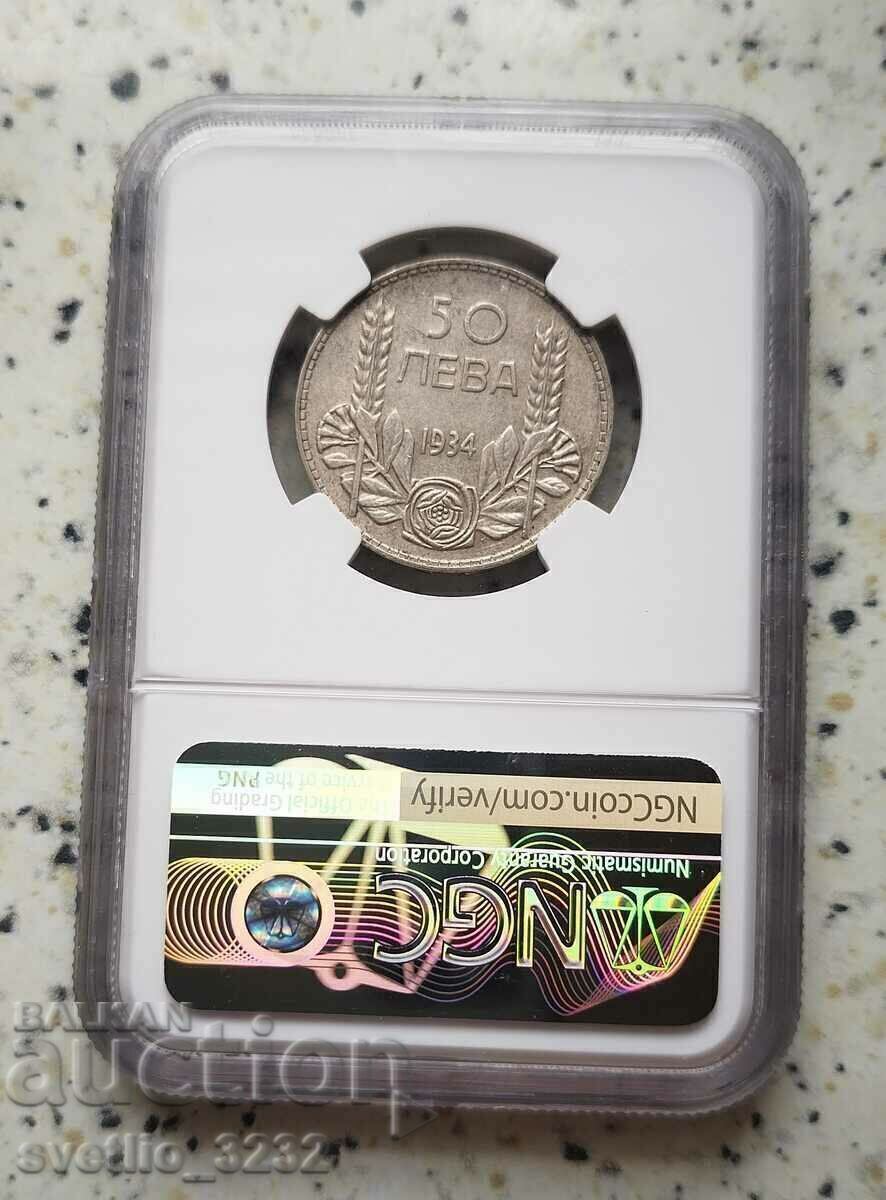 50
ЛЕВА
1934
NGCcoin.com/verify
The Official Grading
Service of the PNG
Numismatic Guaranty
Corporation
NGC
BALKAN
auction
svetlio_3232